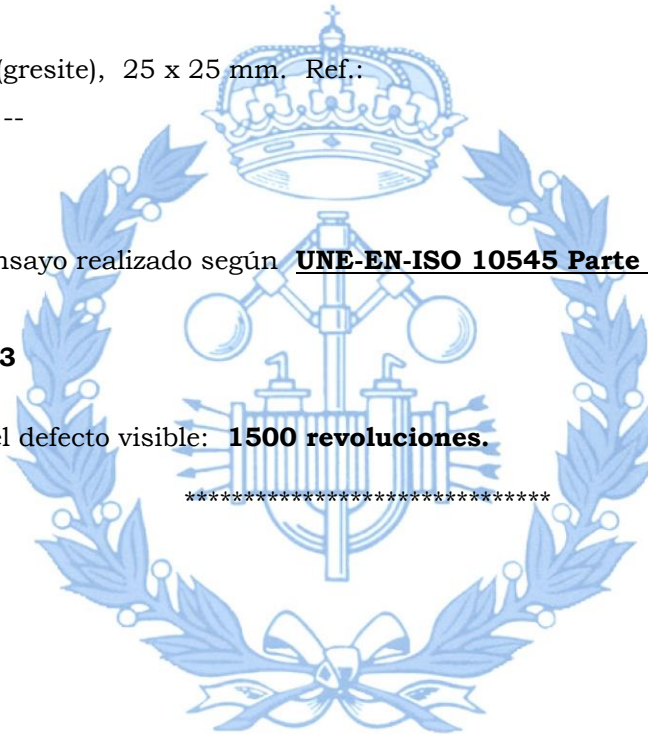 (gresite), 25 x 25 mm. Ref.:
--
nsayo realizado según UNE-EN-ISO 10545 Parte
3
el defecto visible: 1500 revoluciones.
*******************************